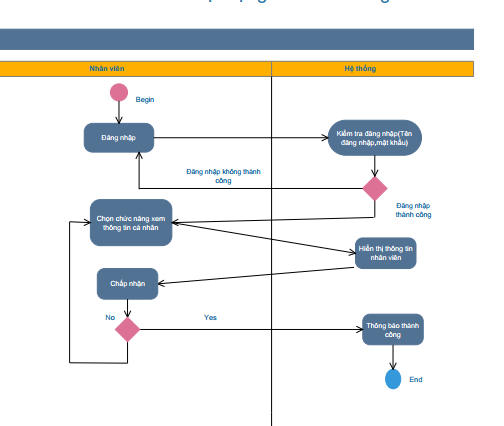 Nhân viên
Hệ thống
Begin
Đăng nhập
Kiểm tra đăng nhập(Tên
đăng nhập,mật khẩu)
Đăng nhập không thành
công
Đăng nhập
thành công
Chọn chức năng xem
thông tin cá nhân
Hiển thị thông tin
nhân viên
Chấp nhận
No
Yes
Thông báo thành
công
End